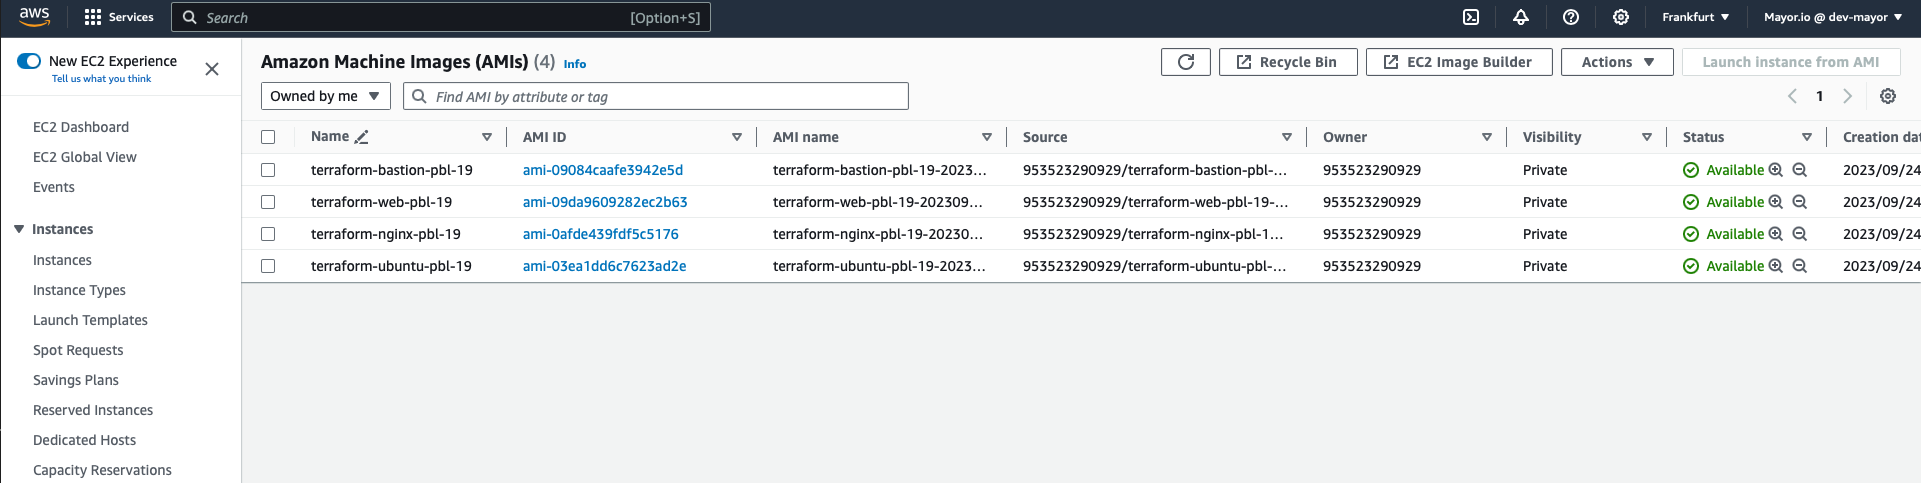 aws Services Search [Option+S] Frankfurt Mayor.io @ dev-mayor
New EC2 Experience
Tell us what you think
EC2 Dashboard
EC2 Global View
Events
Instances
Instances
Instance Types
Launch Templates
Spot Requests
Savings Plans
Reserved Instances
Dedicated Hosts
Capacity Reservations
Amazon Machine Images (AMIs) (4) Info Recycle Bin EC2 Image Builder Actions Launch instance from AMI
Owned by me Find AMI by attribute or tag 1
Name AMI ID AMI name Source Owner Visibility Status Creation dat
terraform-bastion-pbl-19 ami-09084caafe3942e5d terraform-bastion-pbl-19-2023... 953523290929/terraform-bastion-pbl-... 953523290929 Private Available 2023/09/24
terraform-web-pbl-19 ami-09da9609282ec2b63 terraform-web-pbl-19-202309... 953523290929/terraform-web-pbl-19-... 953523290929 Private Available 2023/09/24
terraform-nginx-pbl-19 ami-0afde439fdf5c5176 terraform-nginx-pbl-19-20230... 953523290929/terraform-nginx-pbl-1... 953523290929 Private Available 2023/09/24
terraform-ubuntu-pbl-19 ami-03ea1dd6c7623ad2e terraform-ubuntu-pbl-19-2023... 953523290929/terraform-ubuntu-pbl-... 953523290929 Private Available 2023/09/24